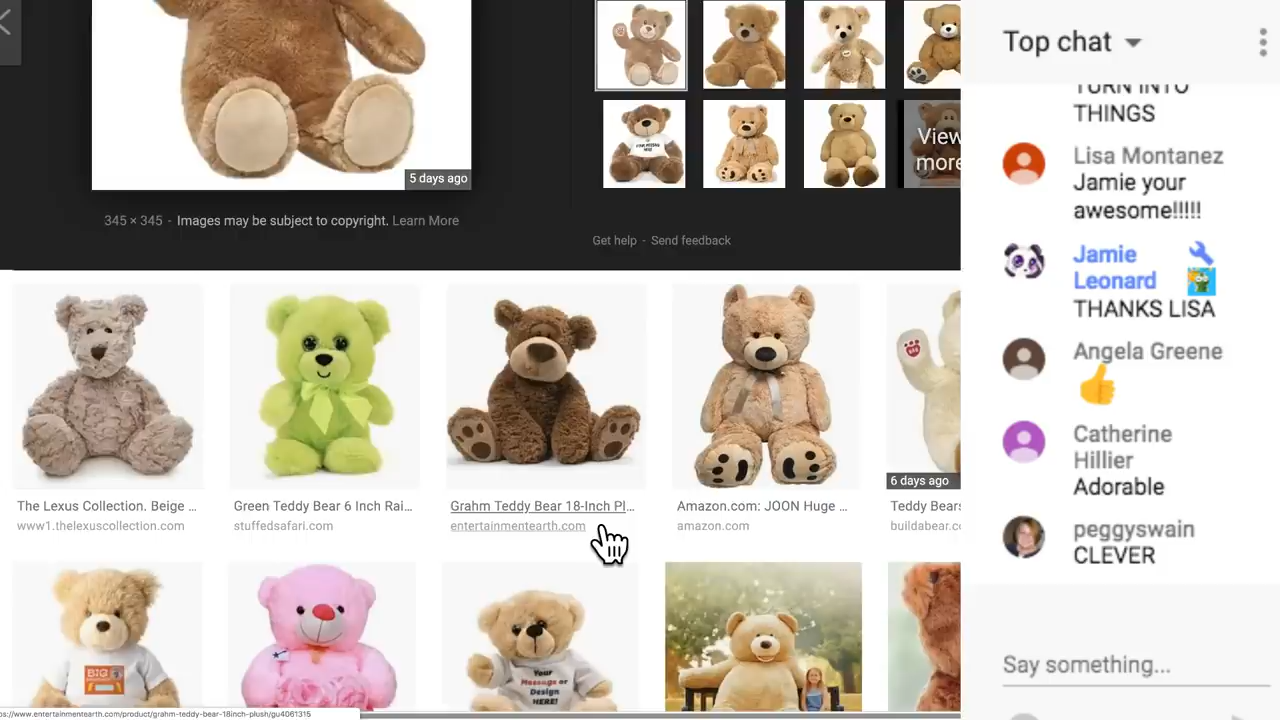 5 days ago
345 × 345 - Images may be subject to copyright. Learn More
View
more
Get help - Send feedback
The Lexus Collection. Beige ...
www1.thelexuscollection.com
Green Teddy Bear 6 Inch Rai...
stuffedsafari.com
Grahm Teddy Bear 18-Inch Pl...
entertainmentearth.com
Amazon.com: JOON Huge ...
amazon.com
6 days ago
Teddy Bears
buildabear.co
BIG
Your
Message or
Design
HERE!
ps://www.entertainmentearth.com/product/grahm-teddy-bear-18inch-plush/gu4061315
Top chat
TURN INTO
THINGS
Lisa Montanez
Jamie your
awesome!!!!!
Jamie
Leonard
THANKS LISA
Angela Greene
Catherine
Hillier
Adorable
peggyswain
CLEVER
Say something...